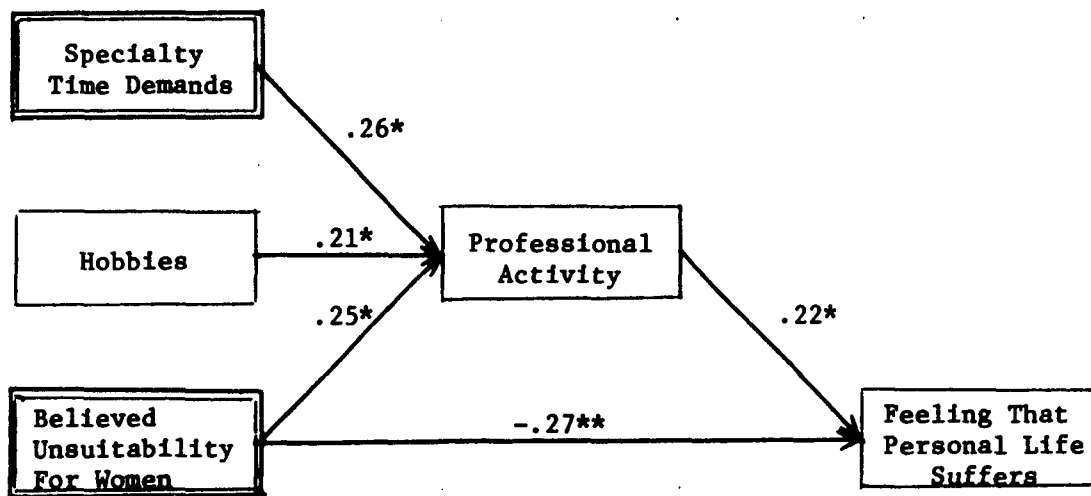 Specialty
Time Demands
.26*
Hobbies
.21*
Professional
Activity
.25*
.22*
Believed
Unsuitability
For Women
-.27**
Feeling That
Personal Life
Suffers